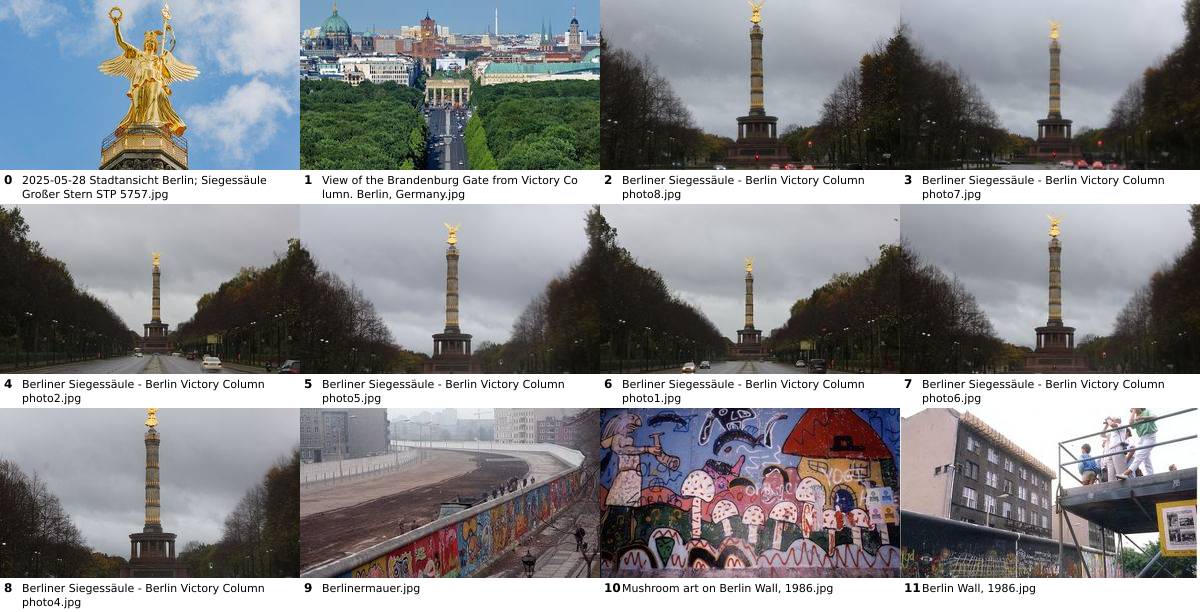 0 2025-05-28 Stadtansicht Berlin; Siegessäule
Großer Stern STP 5757.jpg
1 View of the Brandenburg Gate from Victory Co
lumn. Berlin, Germany.jpg
2 Berliner Siegessäule - Berlin Victory Column
photo8.jpg
3 Berliner Siegessäule - Berlin Victory Column
photo7.jpg
4 Berliner Siegessäule - Berlin Victory Column
photo2.jpg
5 Berliner Siegessäule - Berlin Victory Column
photo5.jpg
6 Berliner Siegessäule - Berlin Victory Column
photo1.jpg
7 Berliner Siegessäule - Berlin Victory Column
photo6.jpg
8 Berliner Siegessäule - Berlin Victory Column
photo4.jpg
9 Berlinermauer.jpg
10 Mushroom art on Berlin Wall, 1986.jpg
11 Berlin Wall, 1986.jpg